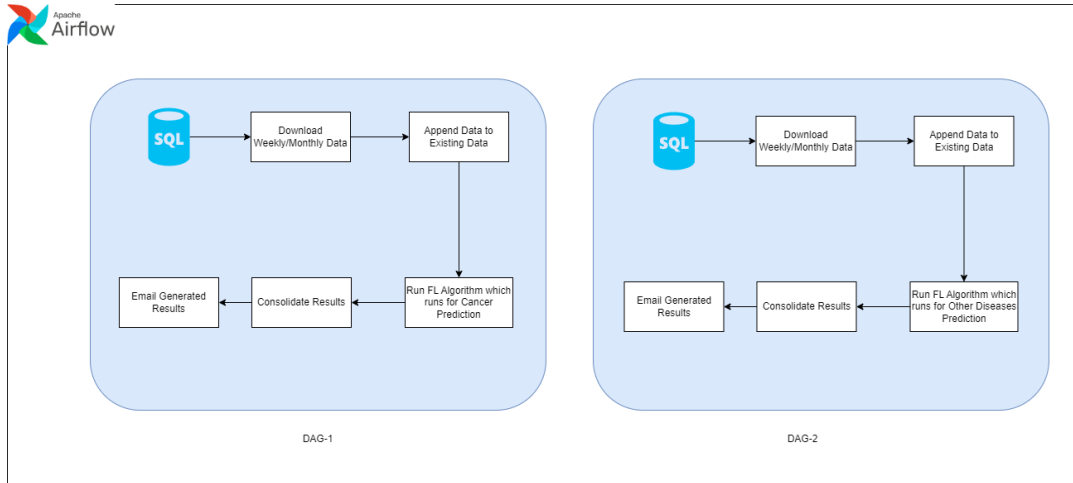 Apache
Airflow
SQL
Download
Weekly/Monthly Data
Append Data to
Existing Data
Email Generated
Results
Consolidate Results
Run FL Algorithm which
runs for Cancer
Prediction
DAG-1
SQL
Download
Weekly/Monthly Data
Append Data to
Existing Data
Email Generated
Results
Consolidate Results
Run FL Algorithm which
runs for Other Diseases
Prediction
DAG-2